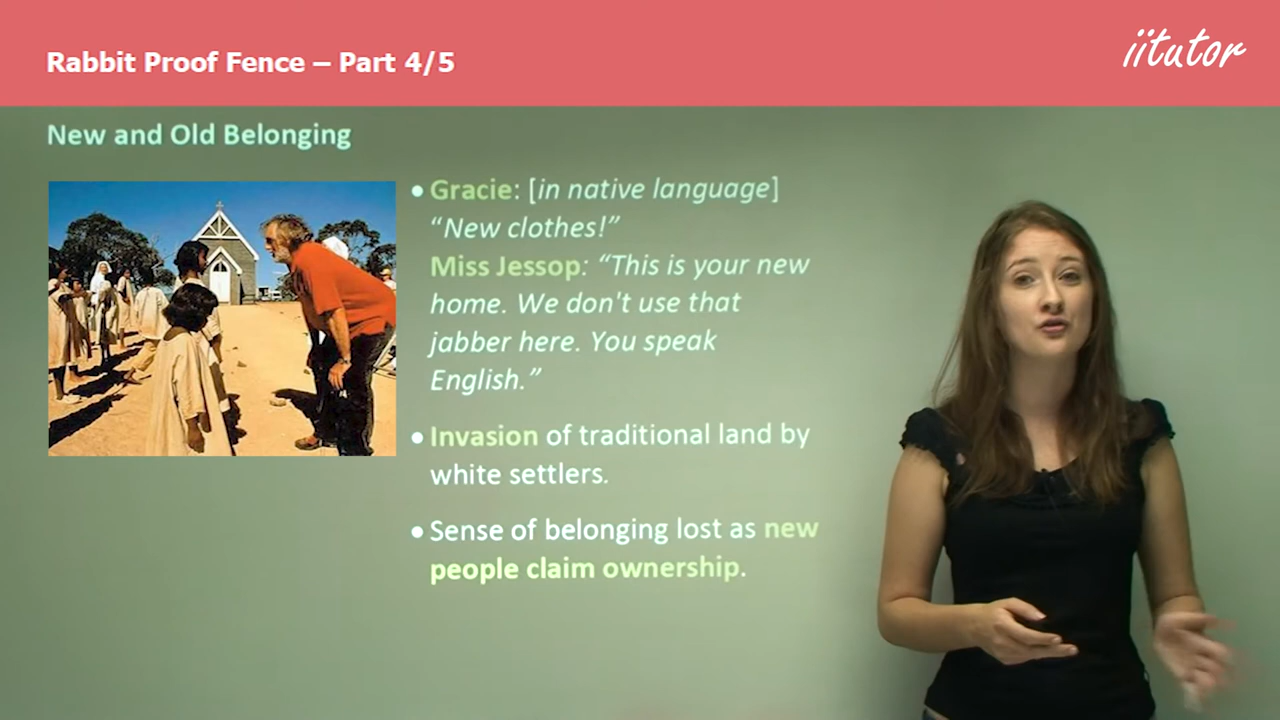 Rabbit Proof Fence – Part 4/5
iitutor
New and Old Belonging
• Gracie: [in native language]
“New clothes!”
Miss Jessop: “This is your new
home. We don't use that
jabber here. You speak
English.”
• Invasion of traditional land by
white settlers.
• Sense of belonging lost as new
people claim ownership.